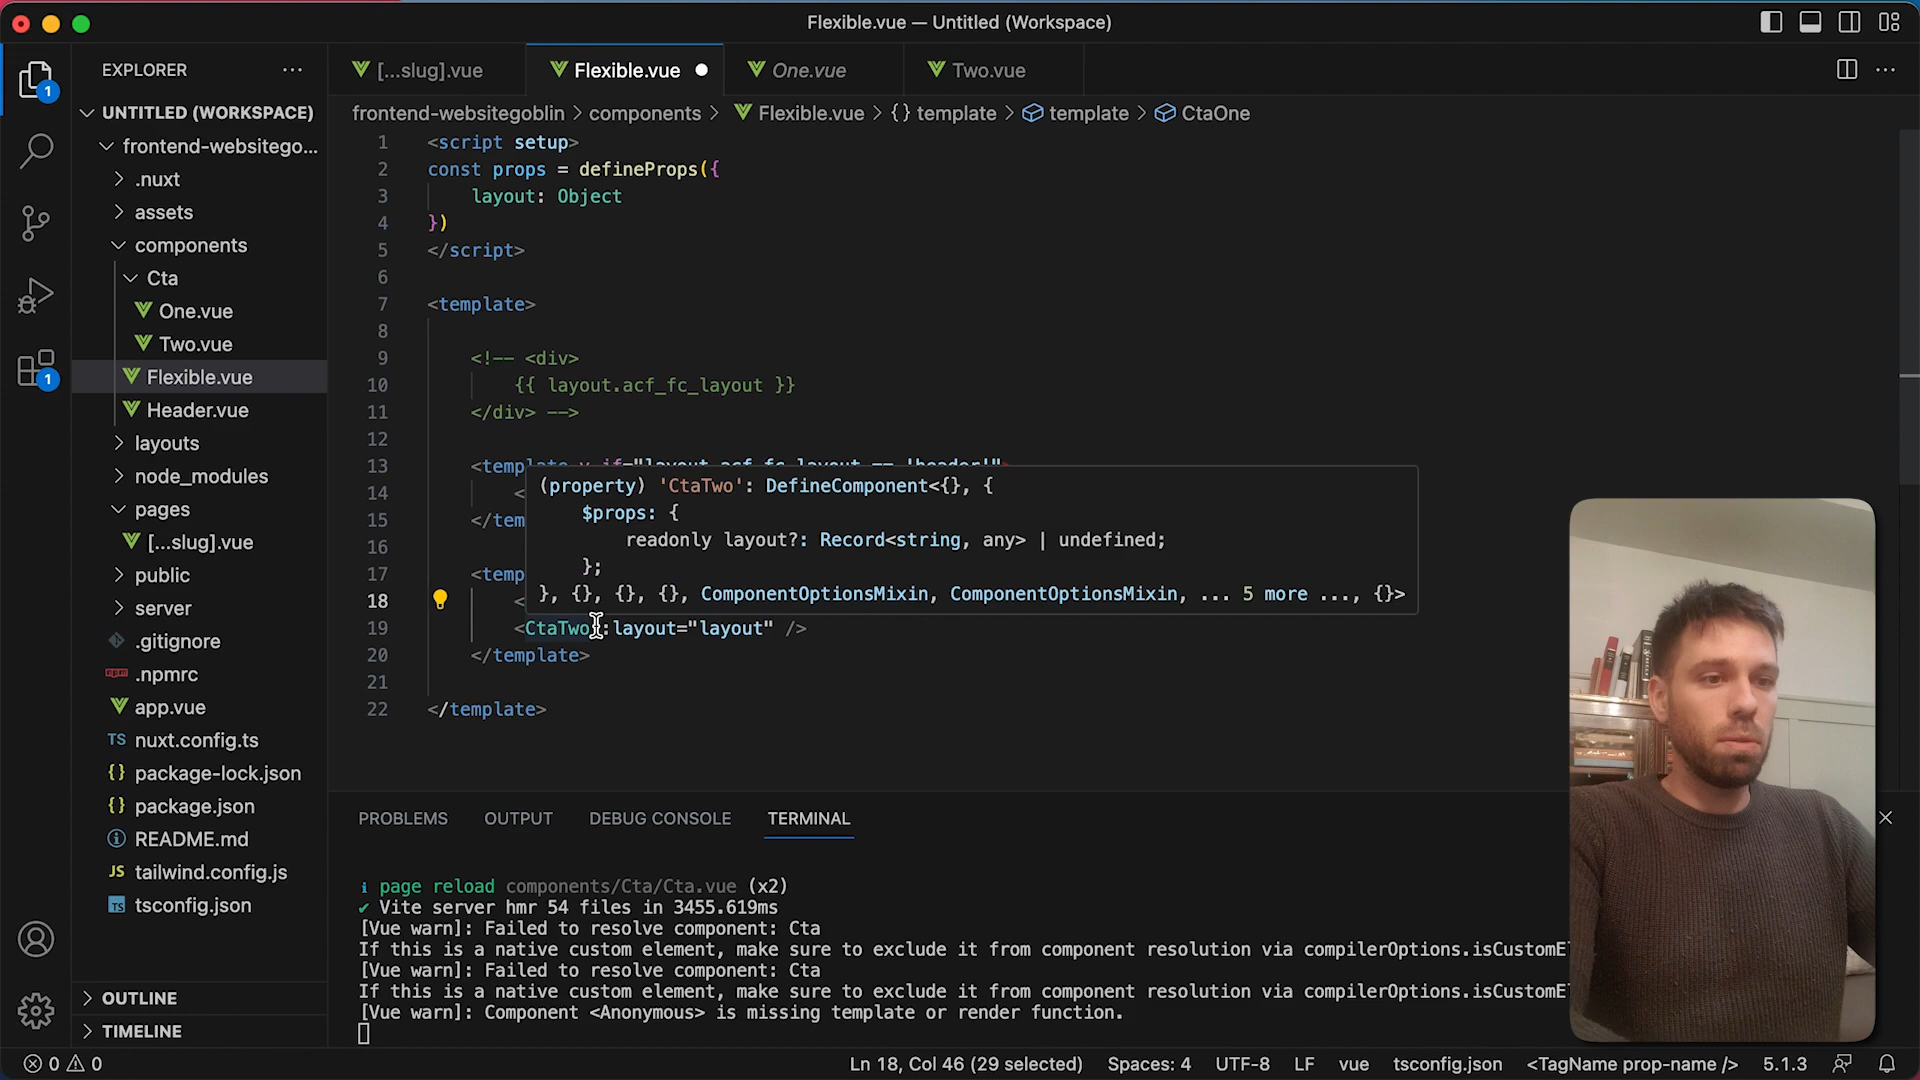 Flexible.vue — Untitled (Workspace)
EXPLORER
[...slug].vue
Flexible.vue
One.vue
Two.vue
UNTITLED (WORKSPACE)
frontend-websitego...
.nuxt
assets
components
Cta
One.vue
Two.vue
Flexible.vue
Header.vue
layouts
node_modules
pages
[...slug].vue
public
server
.gitignore
.npmrc
app.vue
nuxt.config.ts
package-lock.json
package.json
README.md
tailwind.config.js
tsconfig.json
OUTLINE
TIMELINE
frontend-websitegoblin > components > Flexible.vue > {} template > template > CtaOne
1 <script setup>
2 const props = defineProps({
3 layout: Object
4 })
5 </script>
6
7 <template>
8
9 <!-- <div>
10 {{ layout.acf_fc_layout }}
11 </div> -->
12
13 <template v-if="layout.acf_fc_layout == 'header'">
14 <
15 </tem
16
17 <temp
18 <
19 <CtaTwo :layout="layout" />
20 </template>
21
22 </template>
(property) 'CtaTwo': DefineComponent<{}, {
$props: {
readonly layout?: Record<string, any> | undefined;
};
}, {}, {}, {}, ComponentOptionsMixin, ComponentOptionsMixin, ... 5 more ..., {}>
PROBLEMS OUTPUT DEBUG CONSOLE TERMINAL
i page reload components/Cta/Cta.vue (x2)
✔ Vite server hmr 54 files in 3455.619ms
[Vue warn]: Failed to resolve component: Cta
If this is a native custom element, make sure to exclude it from component resolution via compilerOptions.isCustomEl
[Vue warn]: Failed to resolve component: Cta
If this is a native custom element, make sure to exclude it from component resolution via compilerOptions.isCustomEl
[Vue warn]: Component <Anonymous> is missing template or render function.
0 0 Ln 18, Col 46 (29 selected) Spaces: 4 UTF-8 LF vue tsconfig.json <TagName prop-name /> 5.1.3